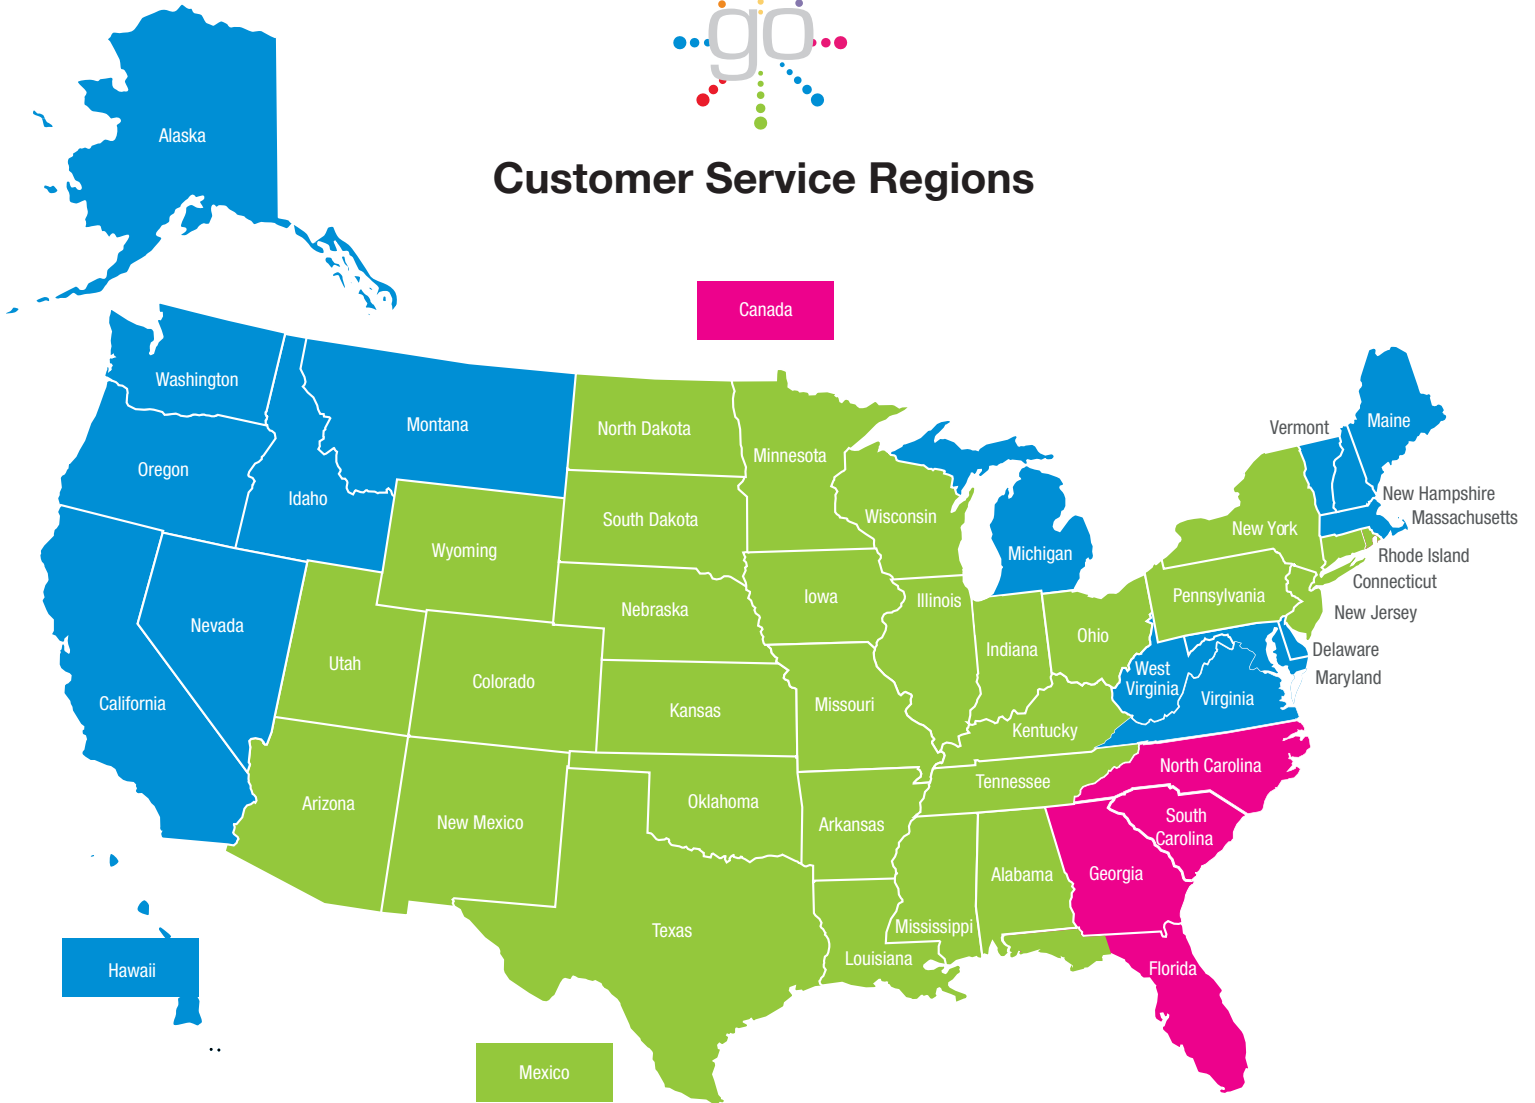 go
Customer Service Regions
Alaska
Canada
Washington
Montana
Oregon
Idaho
North Dakota
Minnesota
Vermont
Maine
South Dakota
Wisconsin
Michigan
New York
New Hampshire
Massachusetts
Wyoming
Rhode Island
Connecticut
Nebraska
Iowa
Illinois
Indiana
Ohio
Pennsylvania
New Jersey
Nevada
Utah
Colorado
Delaware
Maryland
California
Kansas
Missouri
West
Virginia
Virginia
Kentucky
North Carolina
Arizona
New Mexico
Oklahoma
Arkansas
Tennessee
South
Carolina
Mississippi
Alabama
Georgia
Texas
Louisiana
Florida
Hawaii
Mexico